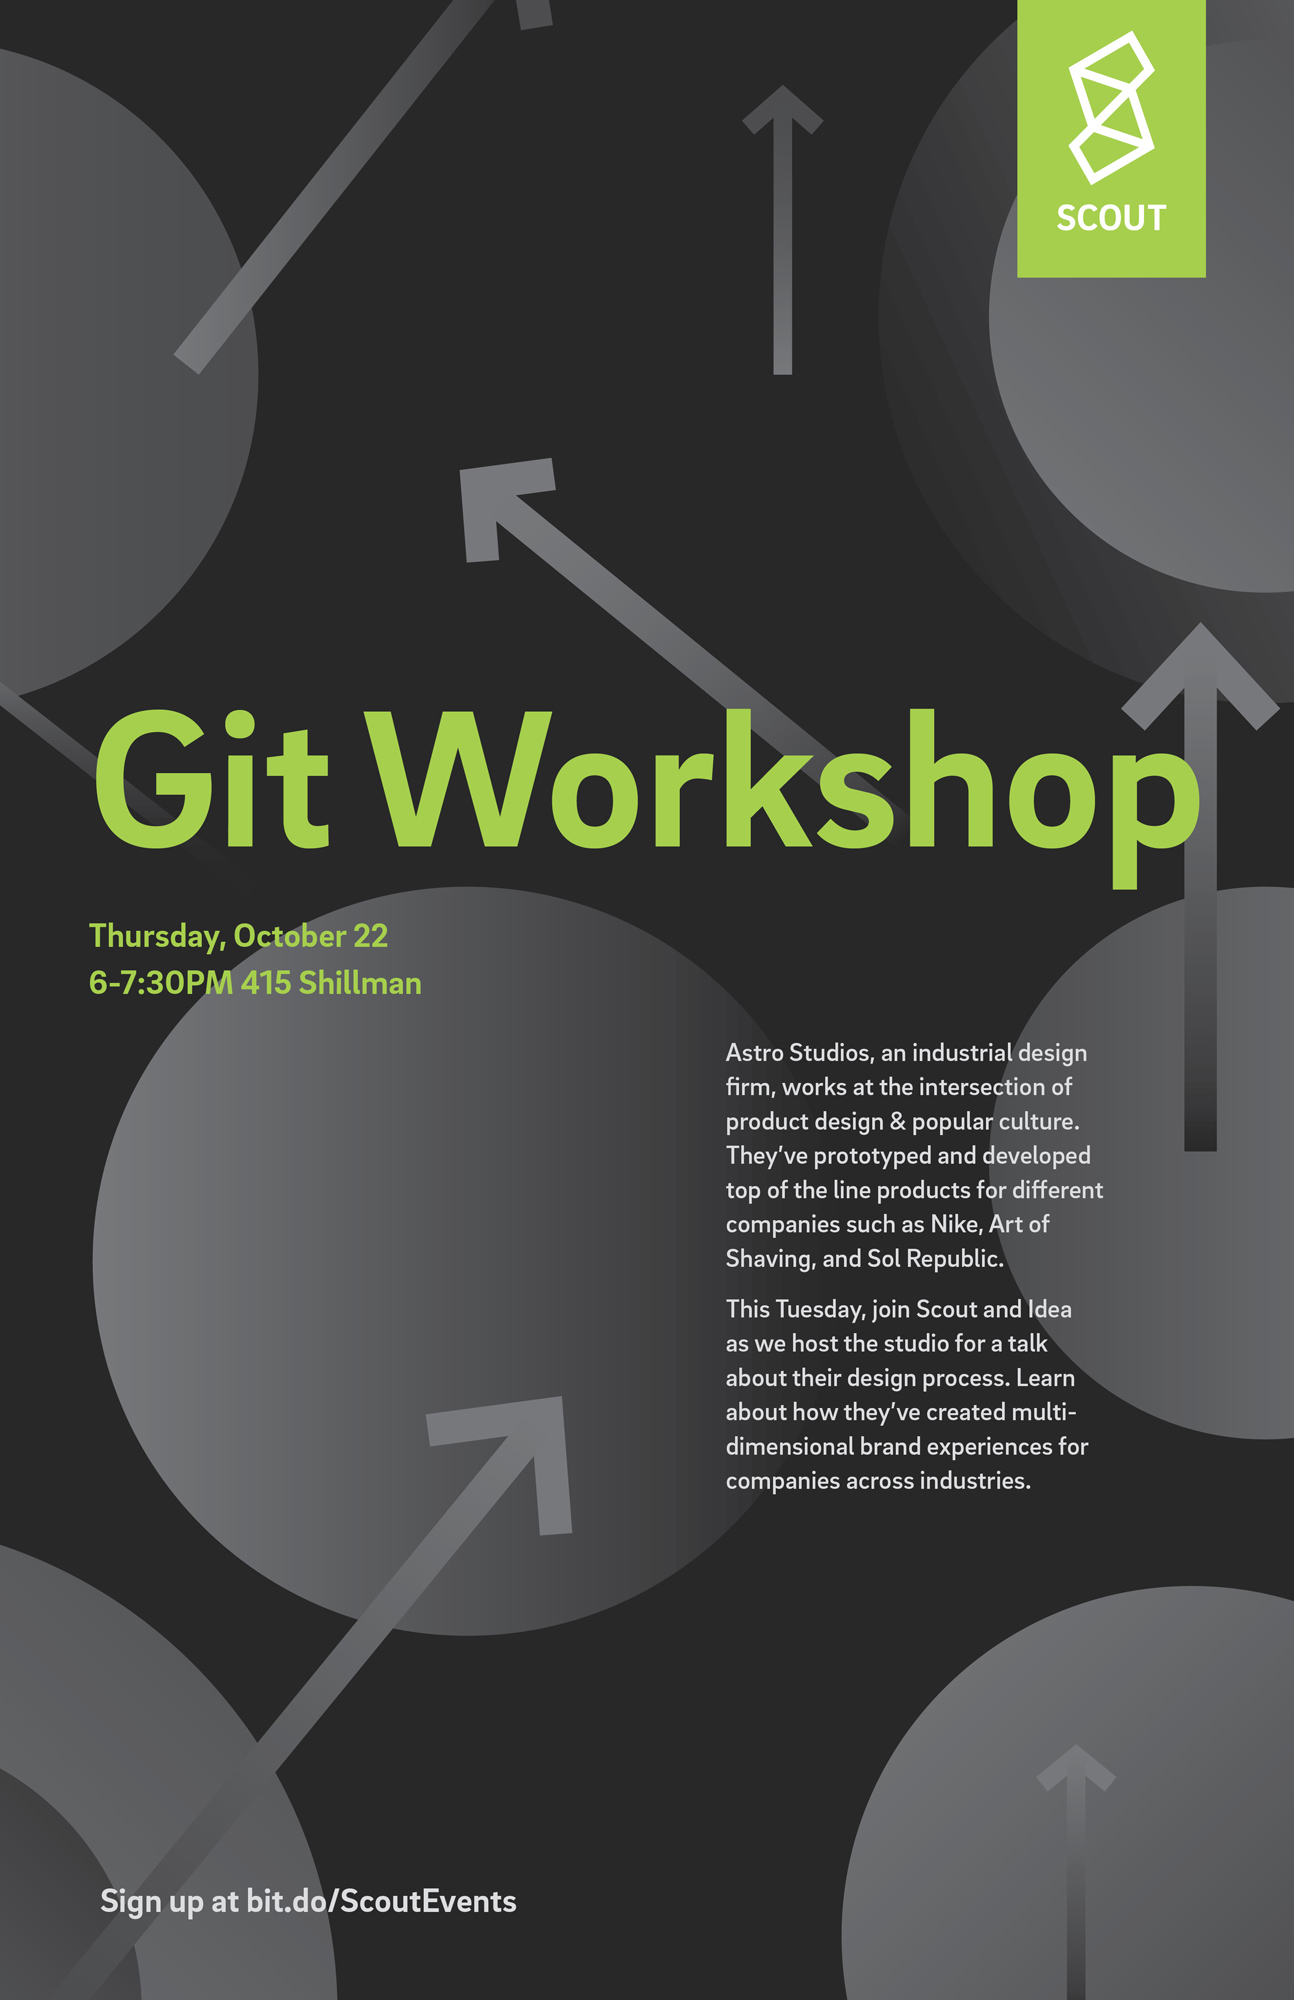 SCOUT
Git Workshop
Thursday, October 22
6-7:30PM 415 Shillman
Astro Studios, an industrial design
firm, works at the intersection of
product design & popular culture.
They've prototyped and developed
top of the line products for different
companies such as Nike, Art of
Shaving, and Sol Republic.
This Tuesday, join Scout and Idea
as we host the studio for a talk
about their design process. Learn
about how they've created multi-
dimensional brand experiences for
companies across industries.
Sign up at bit.do/ScoutEvents